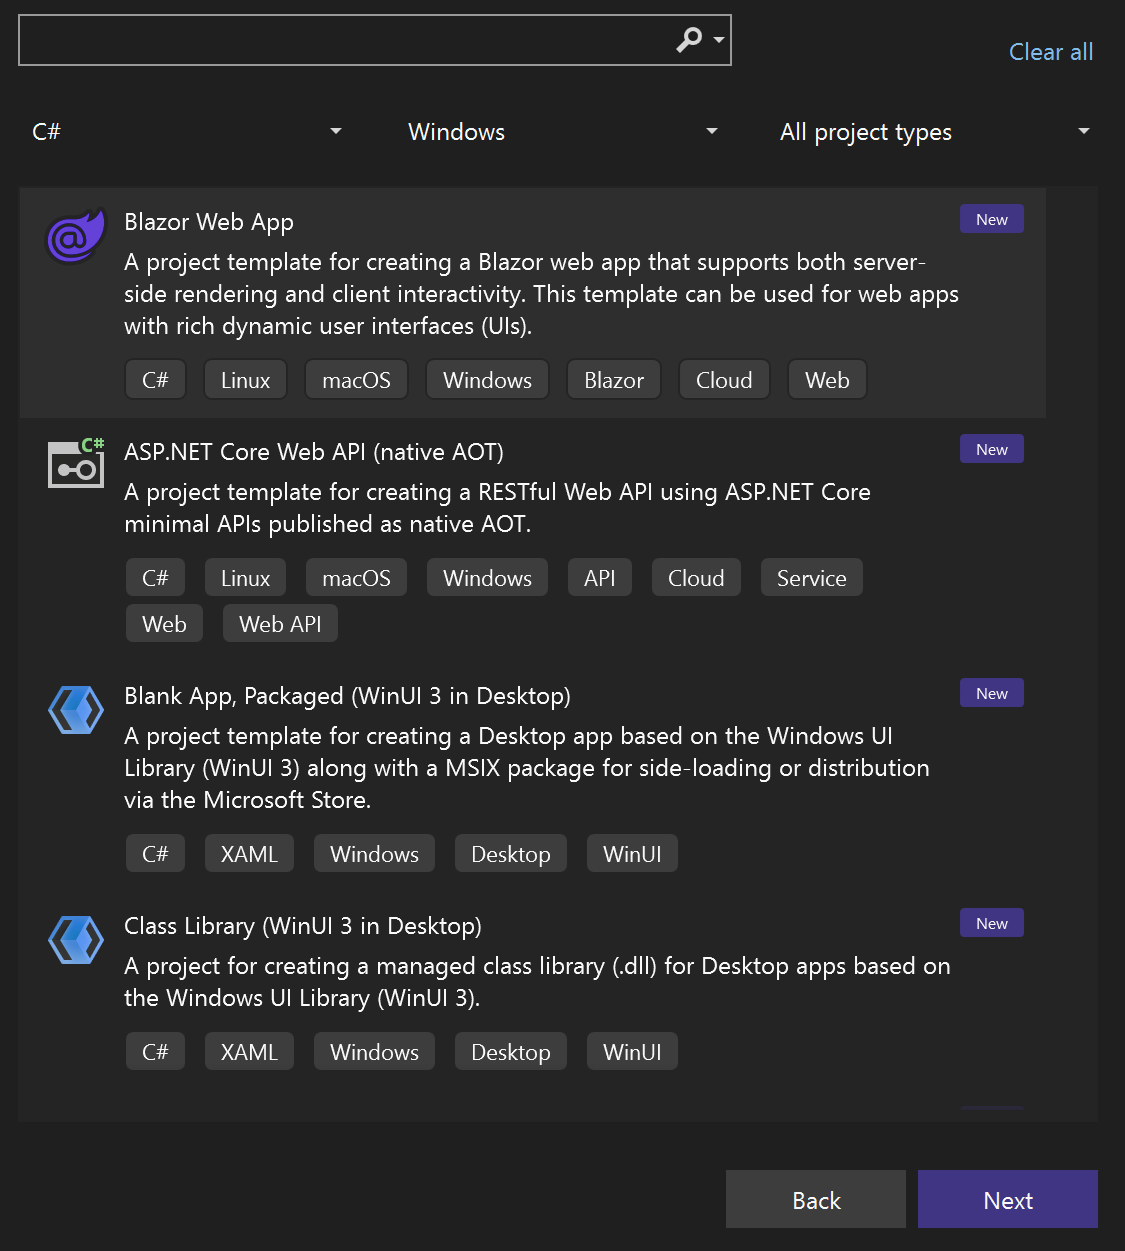 Clear all
C#
Windows
All project types
Blazor Web App
New
A project template for creating a Blazor web app that supports both server-
side rendering and client interactivity. This template can be used for web apps
with rich dynamic user interfaces (UIs).
C# Linux macOS Windows Blazor Cloud Web
C#
ASP.NET Core Web API (native AOT)
New
A project template for creating a RESTful Web API using ASP.NET Core
minimal APIs published as native AOT.
C# Linux macOS Windows API Cloud Service
Web Web API
Blank App, Packaged (WinUI 3 in Desktop)
New
A project template for creating a Desktop app based on the Windows UI
Library (WinUI 3) along with a MSIX package for side-loading or distribution
via the Microsoft Store.
C# XAML Windows Desktop WinUI
Class Library (WinUI 3 in Desktop)
New
A project for creating a managed class library (.dll) for Desktop apps based on
the Windows UI Library (WinUI 3).
C# XAML Windows Desktop WinUI
Back
Next